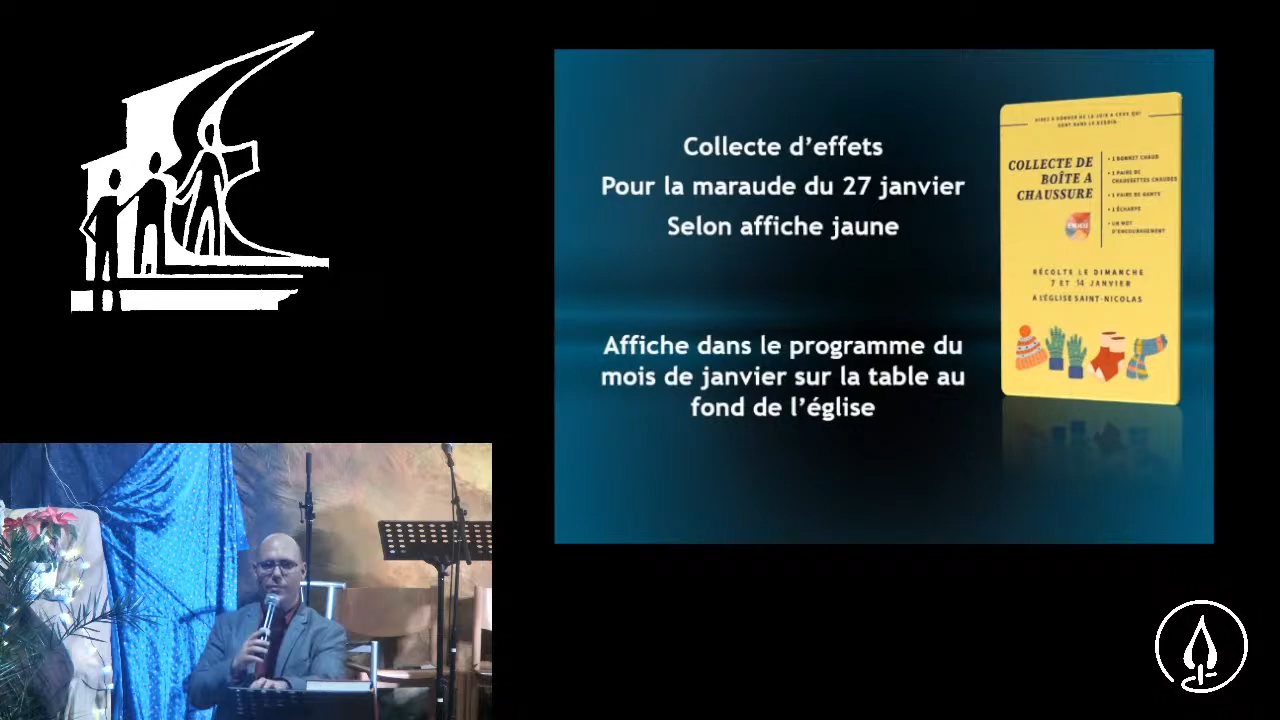 Collecte d'effets
Pour la maraude du 27 janvier
Selon affiche jaune
Affiche dans le programme du
mois de janvier sur la table au
fond de l'église
COLLECTE DE
BOÎTE A
CHAUSSURE
• 1 BONNET CHAUD
• 1 PAIRE DE
CHAUSSETTES CHAUDES
• 1 PAIRE DE GANTS
• 1 ÉCHARPE
• UN MOT
D'ENCOURAGEMENT
RÉCOLTE LE DIMANCHE
7 ET 14 JANVIER
A L'ÉGLISE SAINT-NICOLAS